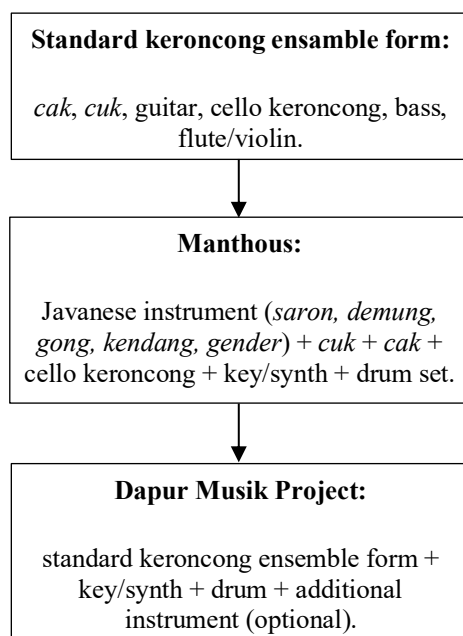 Standard keroncong ensamble form:
cak, cuk, guitar, cello keroncong, bass,
flute/violin.
Manthous:
Javanese instrument (saron, demung,
gong, kendang, gender) + cuk + cak +
cello keroncong + key/synth + drum set.
Dapur Musik Project:
standard keroncong ensemble form +
key/synth + drum + additional
instrument (optional).